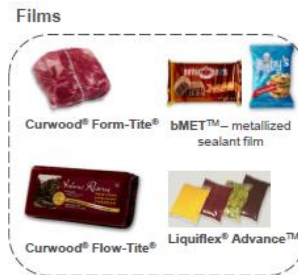 Films
Curwood® Form-Tite®
bMET™– metallized
sealant film
Curwood® Flow-Tite®
Liquiflex® Advance™